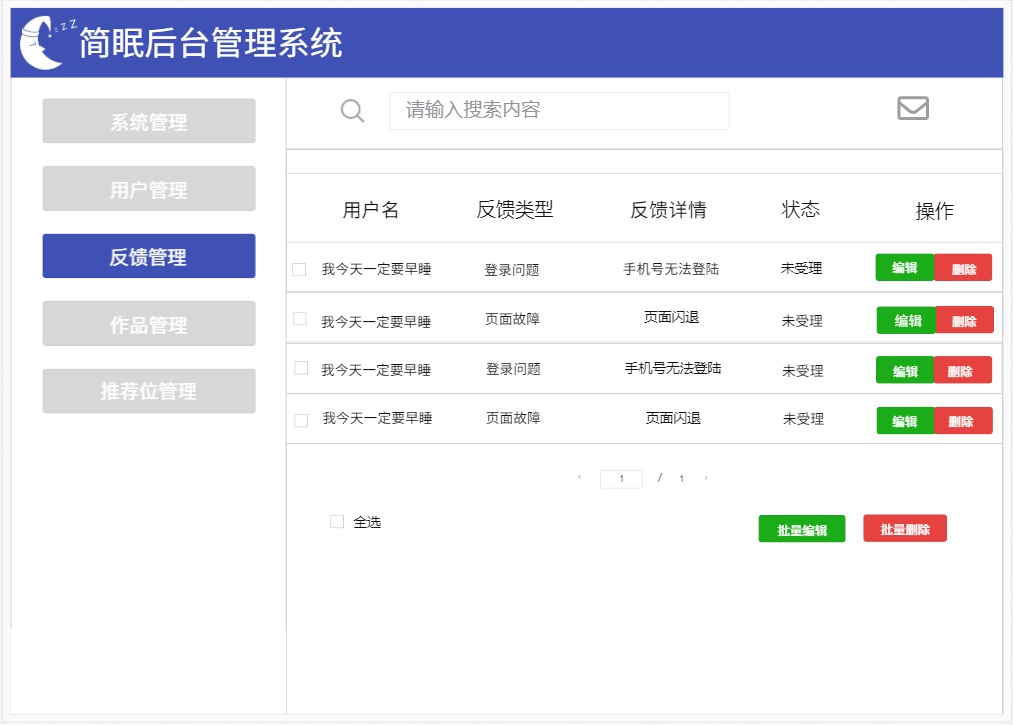 zzZ
简眠后台管理系统
系统管理
用户管理
反馈管理
作品管理
推荐位管理
请输入搜索内容
用户名 反馈类型 反馈详情 状态 操作
我今天一定要早睡 登录问题 手机号无法登陆 未受理 编辑 删除
我今天一定要早睡 页面故障 页面闪退 未受理 编辑 删除
我今天一定要早睡 登录问题 手机号无法登陆 未受理 编辑 删除
我今天一定要早睡 页面故障 页面闪退 未受理 编辑 删除
‹ 1 / 1 ›
全选 批量编辑 批量删除